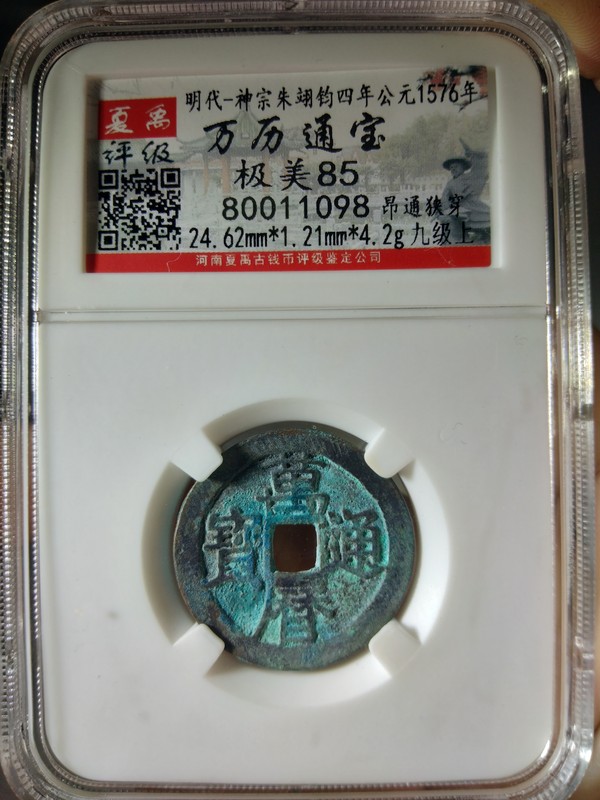 明代-神宗朱翊钧四年公元1576年
夏禹
评级
万历通宝
极美85
80011098 昂通狭穿
24.62mm*1.21mm*4.2g 九级上
河南夏禹古钱币评级鉴定公司
萬曆通寶